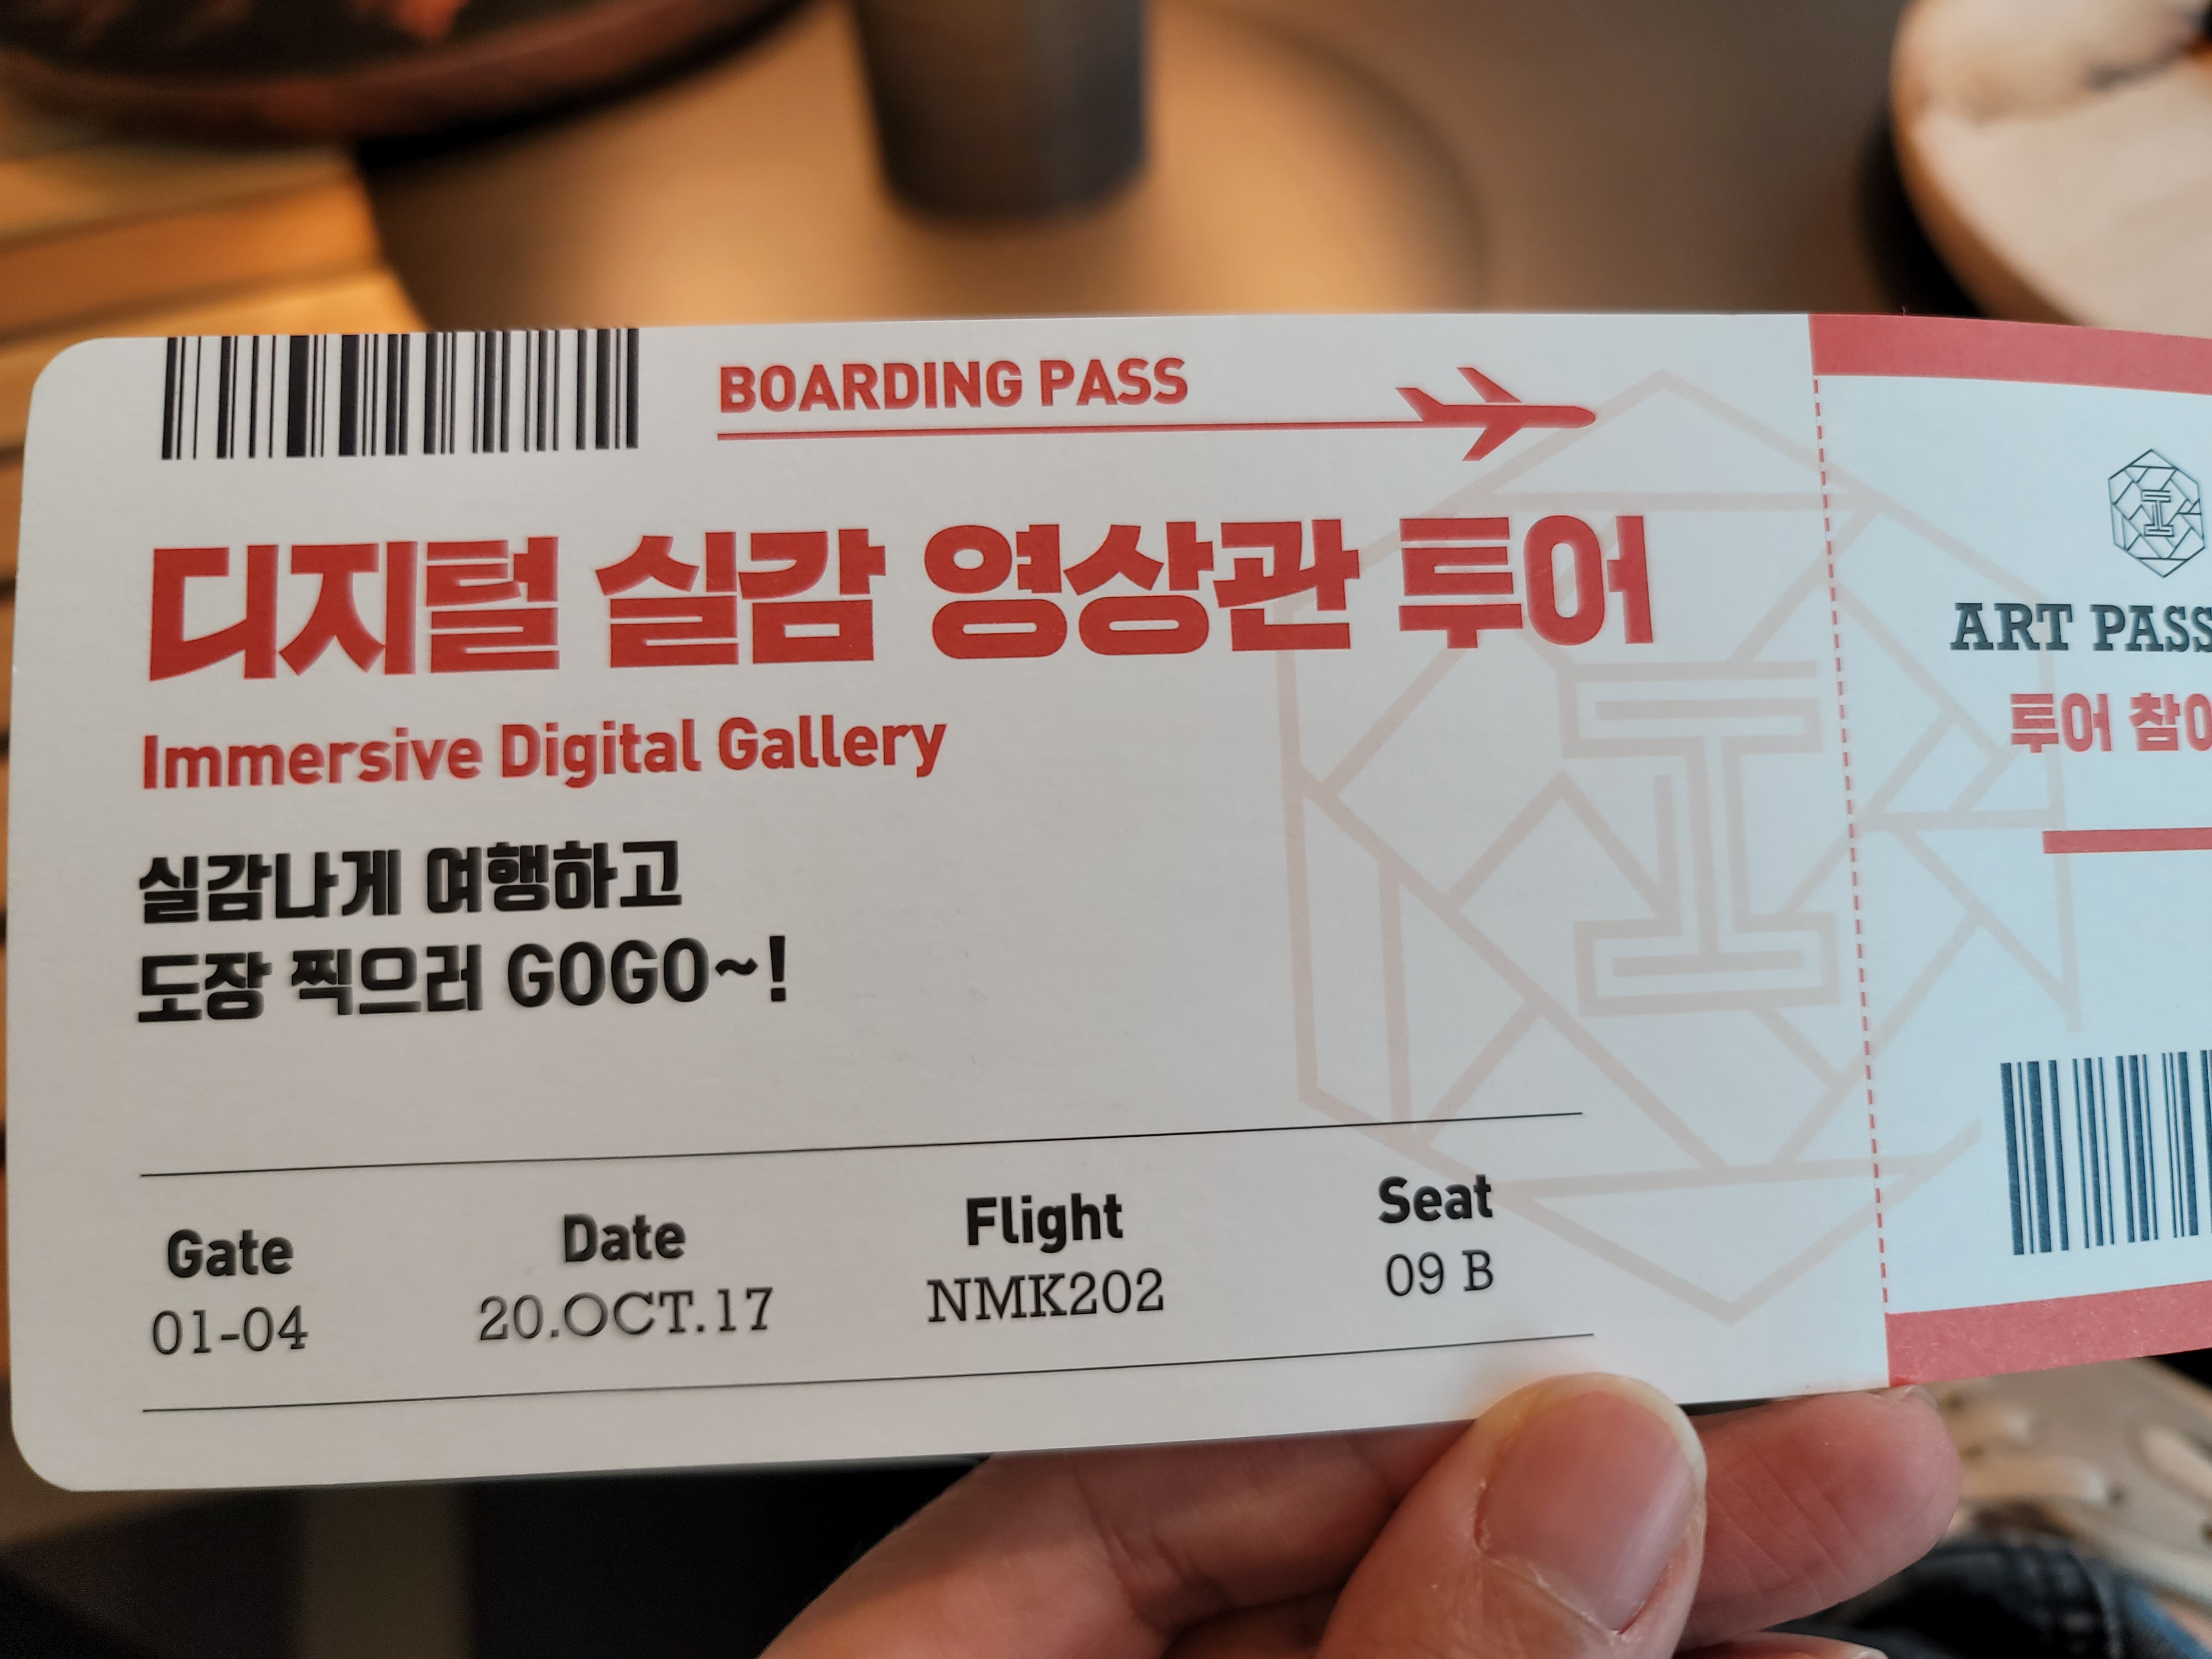 BOARDING PASS
디지털 실감 영상관 투어
Immersive Digital Gallery
실감나게 여행하고
도장 찍으러 GOGO~!
Gate Date Flight Seat
01-04 20.OCT.17 NMK202 09 B
ART PASS
투어